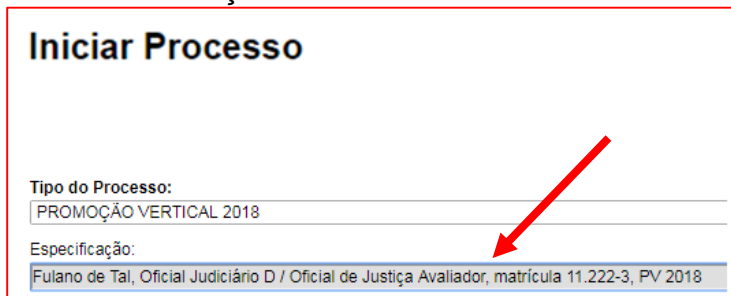 Iniciar Processo
Tipo do Processo:
PROMOÇÃO VERTICAL 2018
Especificação:
Fulano de Tal, Oficial Judiciário D / Oficial de Justiça Avaliador, matrícula 11.222-3, PV 2018